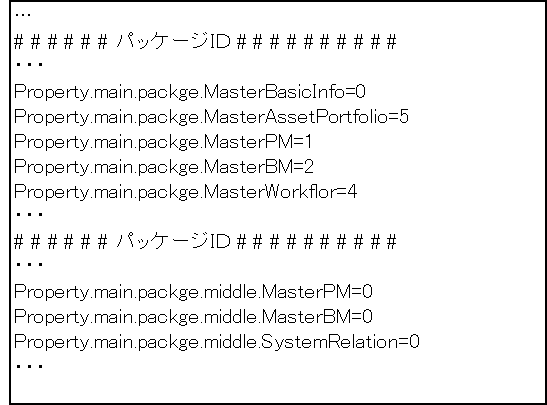 ...
# # # # # # パッケージID # # # # # # # # # #
・・・
Property.main.packge.MasterBasicInfo=0
Property.main.packge.MasterAssetPortfolio=5
Property.main.packge.MasterPM=1
Property.main.packge.MasterBM=2
Property.main.packge.MasterWorkflor=4
・・・
# # # # # # パッケージID # # # # # # # # # #
・・・
Property.main.packge.middle.MasterPM=0
Property.main.packge.middle.MasterBM=0
Property.main.packge.middle.SystemRelation=0
・・・